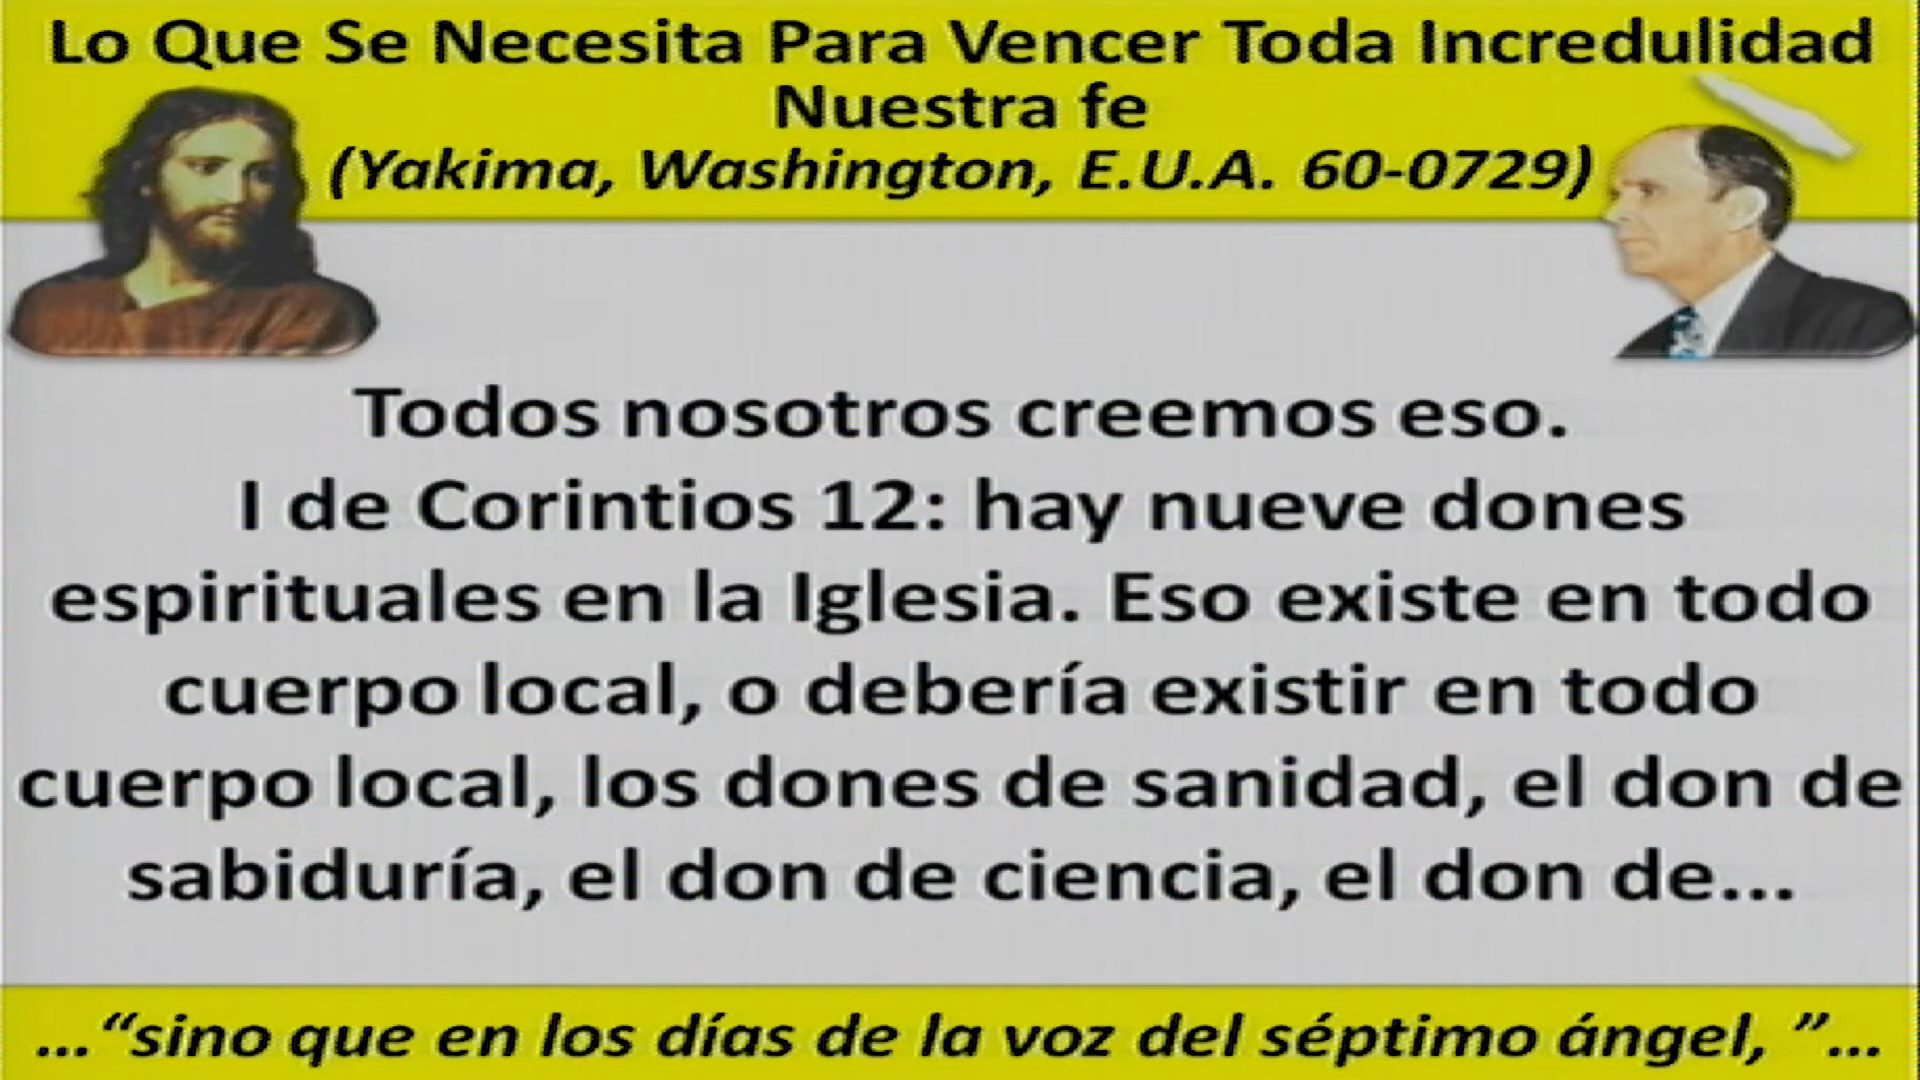 Lo Que Se Necesita Para Vencer Toda Incredulidad
Nuestra fe
(Yakima, Washington, E.U.A. 60-0729)
Todos nosotros creemos eso.
I de Corintios 12: hay nueve dones
espirituales en la Iglesia. Eso existe en todo
cuerpo local, o debería existir en todo
cuerpo local, los dones de sanidad, el don de
sabiduría, el don de ciencia, el don de...
...“sino que en los días de la voz del séptimo ángel, ”...